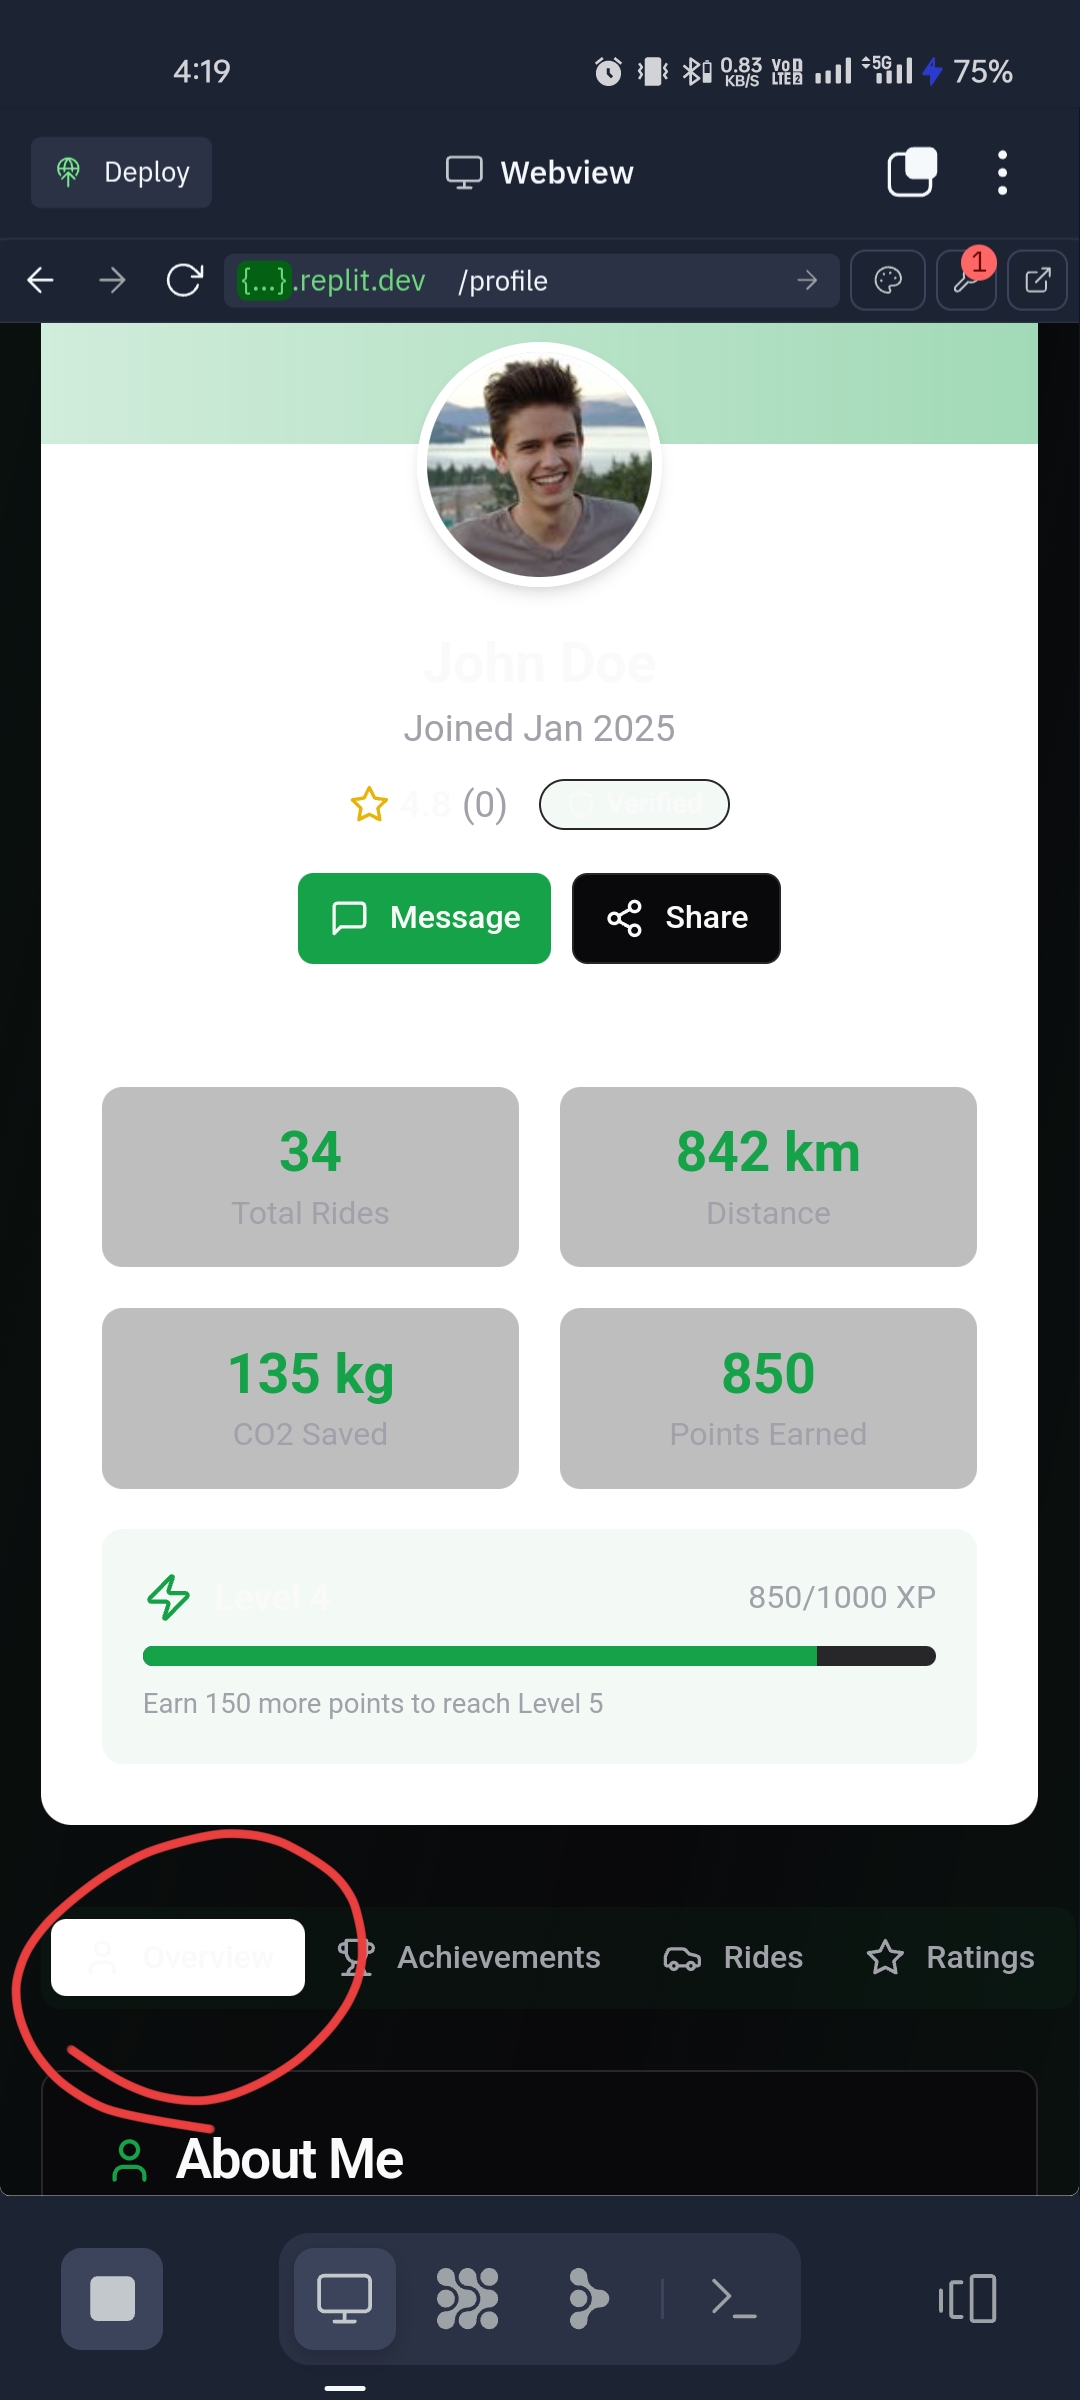 4:19
0.83 KB/S VoD LTE2 5G 75%
Deploy
Webview
{...}.replit.dev /profile
1
John Doe
Joined Jan 2025
4.8 (0) Verified
Message Share
34 842 km
Total Rides Distance
135 kg 850
CO2 Saved Points Earned
Level 4 850/1000 XP
Earn 150 more points to reach Level 5
Overview Achievements Rides Ratings
About Me